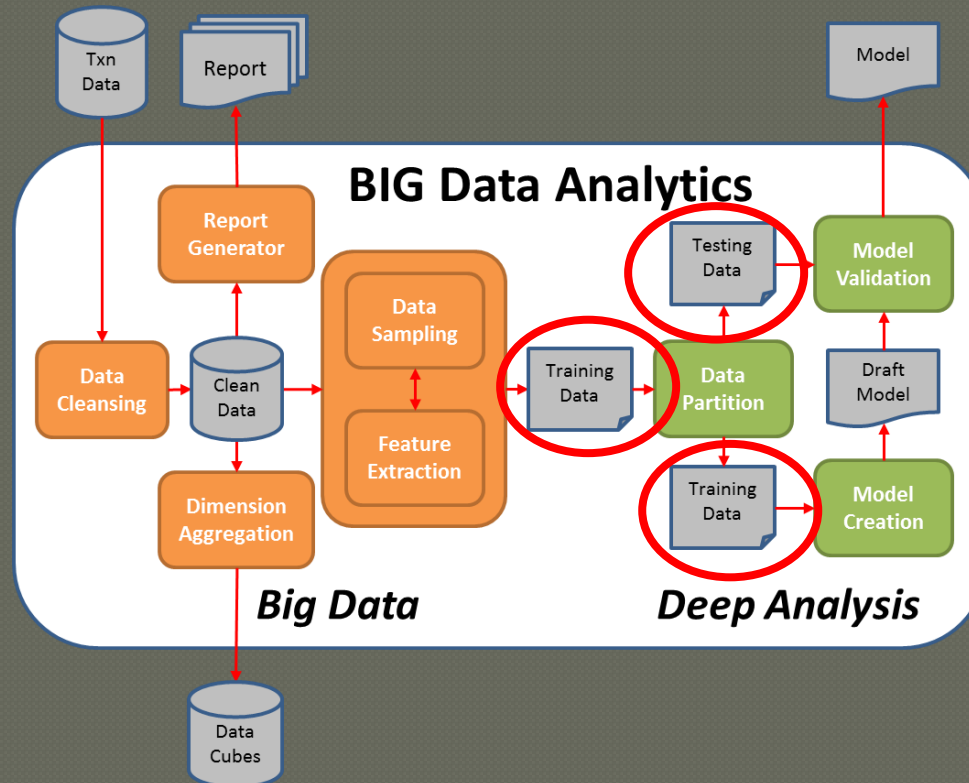 Txn
Data
Report
Model
BIG Data Analytics
Report
Generator
Testing
Data
Model
Validation
Data
Sampling
Data
Cleansing
Clean
Data
Training
Data
Data
Partition
Draft
Model
Feature
Extraction
Dimension
Aggregation
Training
Data
Model
Creation
Big Data
Deep Analysis
Data
Cubes